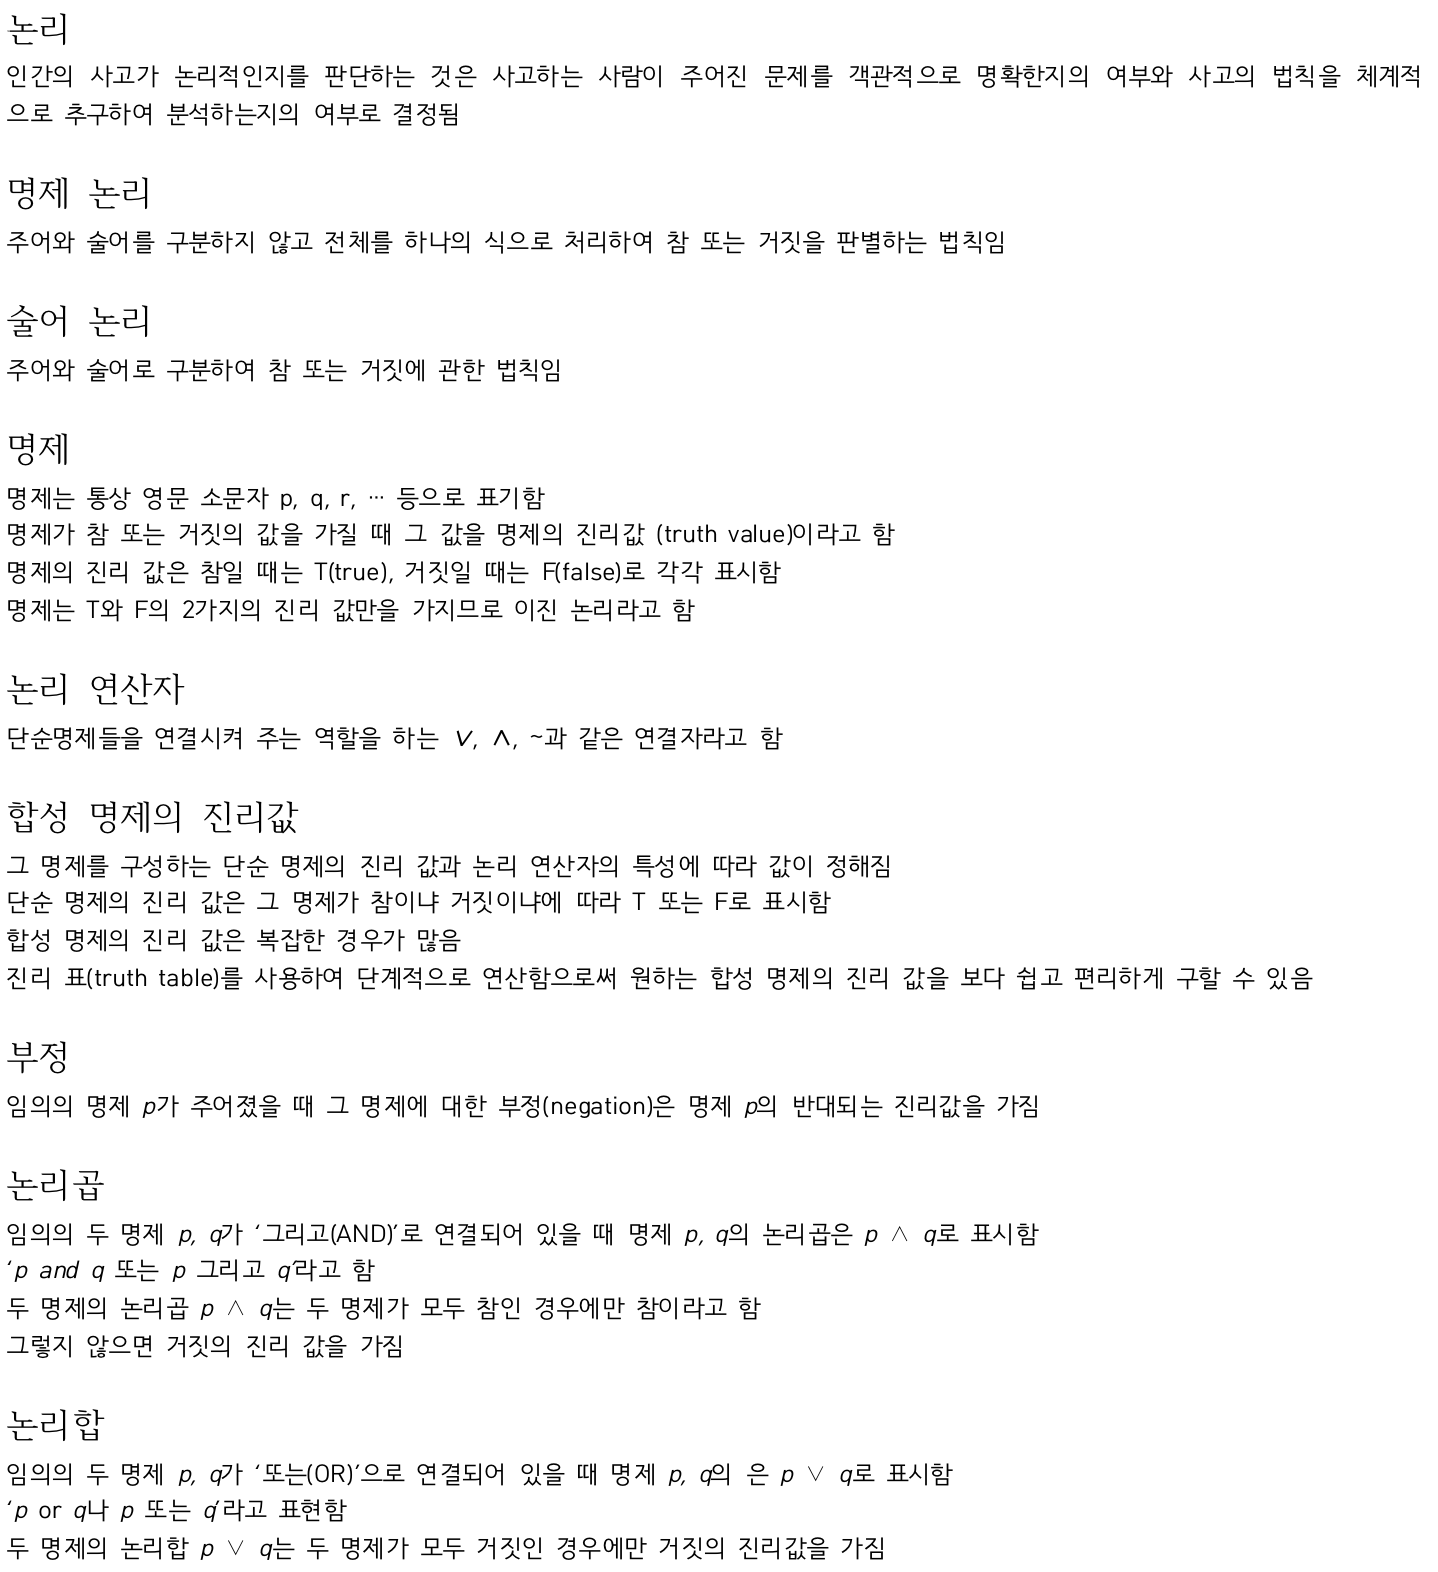 논리
인간의 사고가 논리적인지를 판단하는 것은 사고하는 사람이 주어진 문제를 객관적으로 명확한지의 여부와 사고의 법칙을 체계적
으로 추구하여 분석하는지의 여부로 결정됨
명제 논리
주어와 술어를 구분하지 않고 전체를 하나의 식으로 처리하여 참 또는 거짓을 판별하는 법칙임
술어 논리
주어와 술어로 구분하여 참 또는 거짓에 관한 법칙임
명제
명제는 통상 영문 소문자 p, q, r, … 등으로 표기함
명제가 참 또는 거짓의 값을 가질 때 그 값을 명제의 진리값 (truth value)이라고 함
명제의 진리 값은 참일 때는 T(true), 거짓일 때는 F(false)로 각각 표시함
명제는 T와 F의 2가지의 진리 값만을 가지므로 이진 논리라고 함
논리 연산자
단순명제들을 연결시켜 주는 역할을 하는 ∨, ∧, ~과 같은 연결자라고 함
합성 명제의 진리값
그 명제를 구성하는 단순 명제의 진리 값과 논리 연산자의 특성에 따라 값이 정해짐
단순 명제의 진리 값은 그 명제가 참이냐 거짓이냐에 따라 T 또는 F로 표시함
합성 명제의 진리 값은 복잡한 경우가 많음
진리 표(truth table)를 사용하여 단계적으로 연산함으로써 원하는 합성 명제의 진리 값을 보다 쉽고 편리하게 구할 수 있음
부정
임의의 명제 p가 주어졌을 때 그 명제에 대한 부정(negation)은 명제 p의 반대되는 진리값을 가짐
논리곱
임의의 두 명제 p, q가 ‘그리고(AND)’로 연결되어 있을 때 명제 p, q의 논리곱은 p ∧ q로 표시함
‘p and q 또는 p 그리고 q’라고 함
두 명제의 논리곱 p ∧ q는 두 명제가 모두 참인 경우에만 참이라고 함
그렇지 않으면 거짓의 진리 값을 가짐
논리합
임의의 두 명제 p, q가 ‘또는(OR)’으로 연결되어 있을 때 명제 p, q의 은 p ∨ q로 표시함
‘p or q나 p 또는 q’라고 표현함
두 명제의 논리합 p ∨ q는 두 명제가 모두 거짓인 경우에만 거짓의 진리값을 가짐